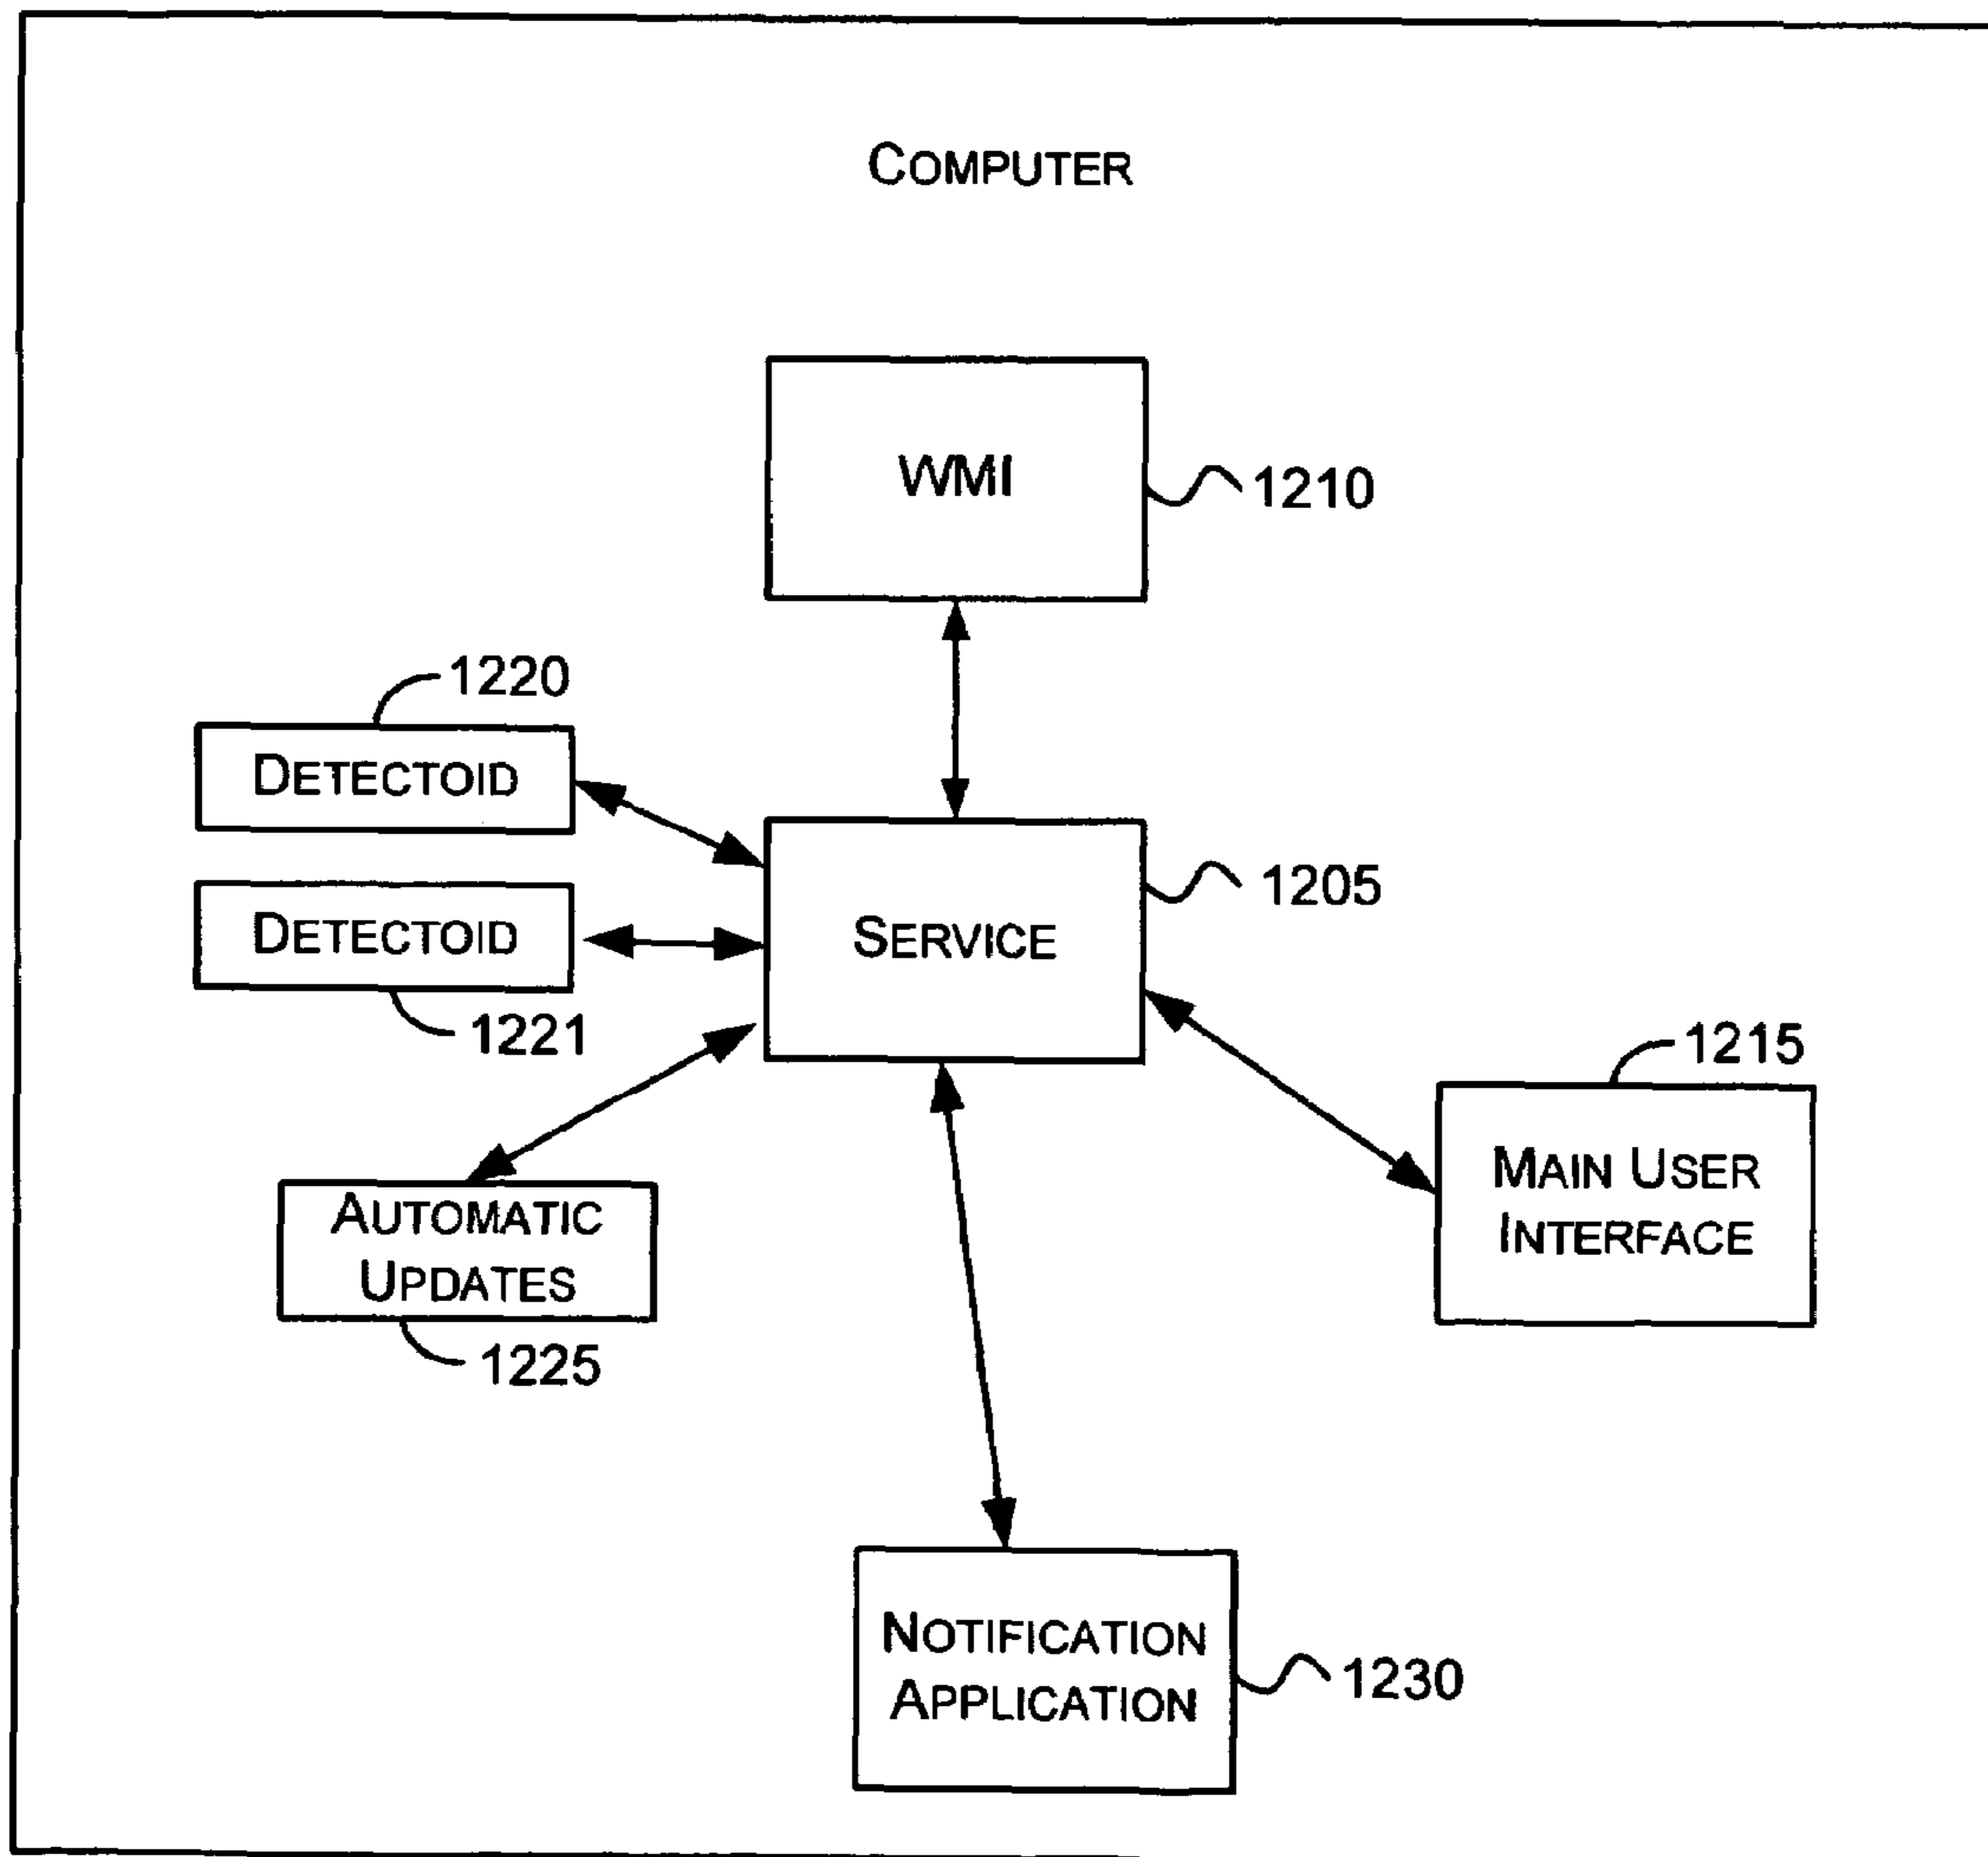 COMPUTER
WMI
1210
1220
DETECTOID
1205
DETECTOID
SERVICE
1221
1215
AUTOMATIC
UPDATES
MAIN USER
INTERFACE
1225
NOTIFICATION
APPLICATION
1230